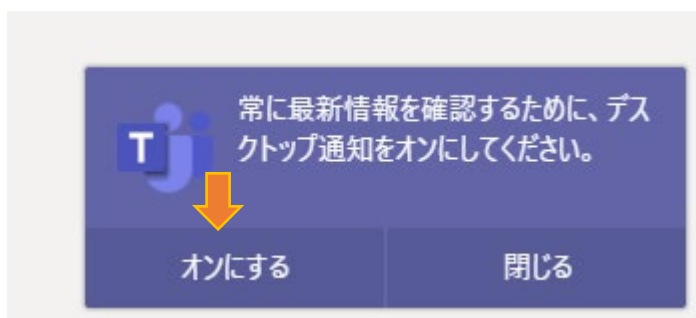 常に最新情報を確認するために、デス
クトップ通知をオンにしてください。
T
オンにする
閉じる